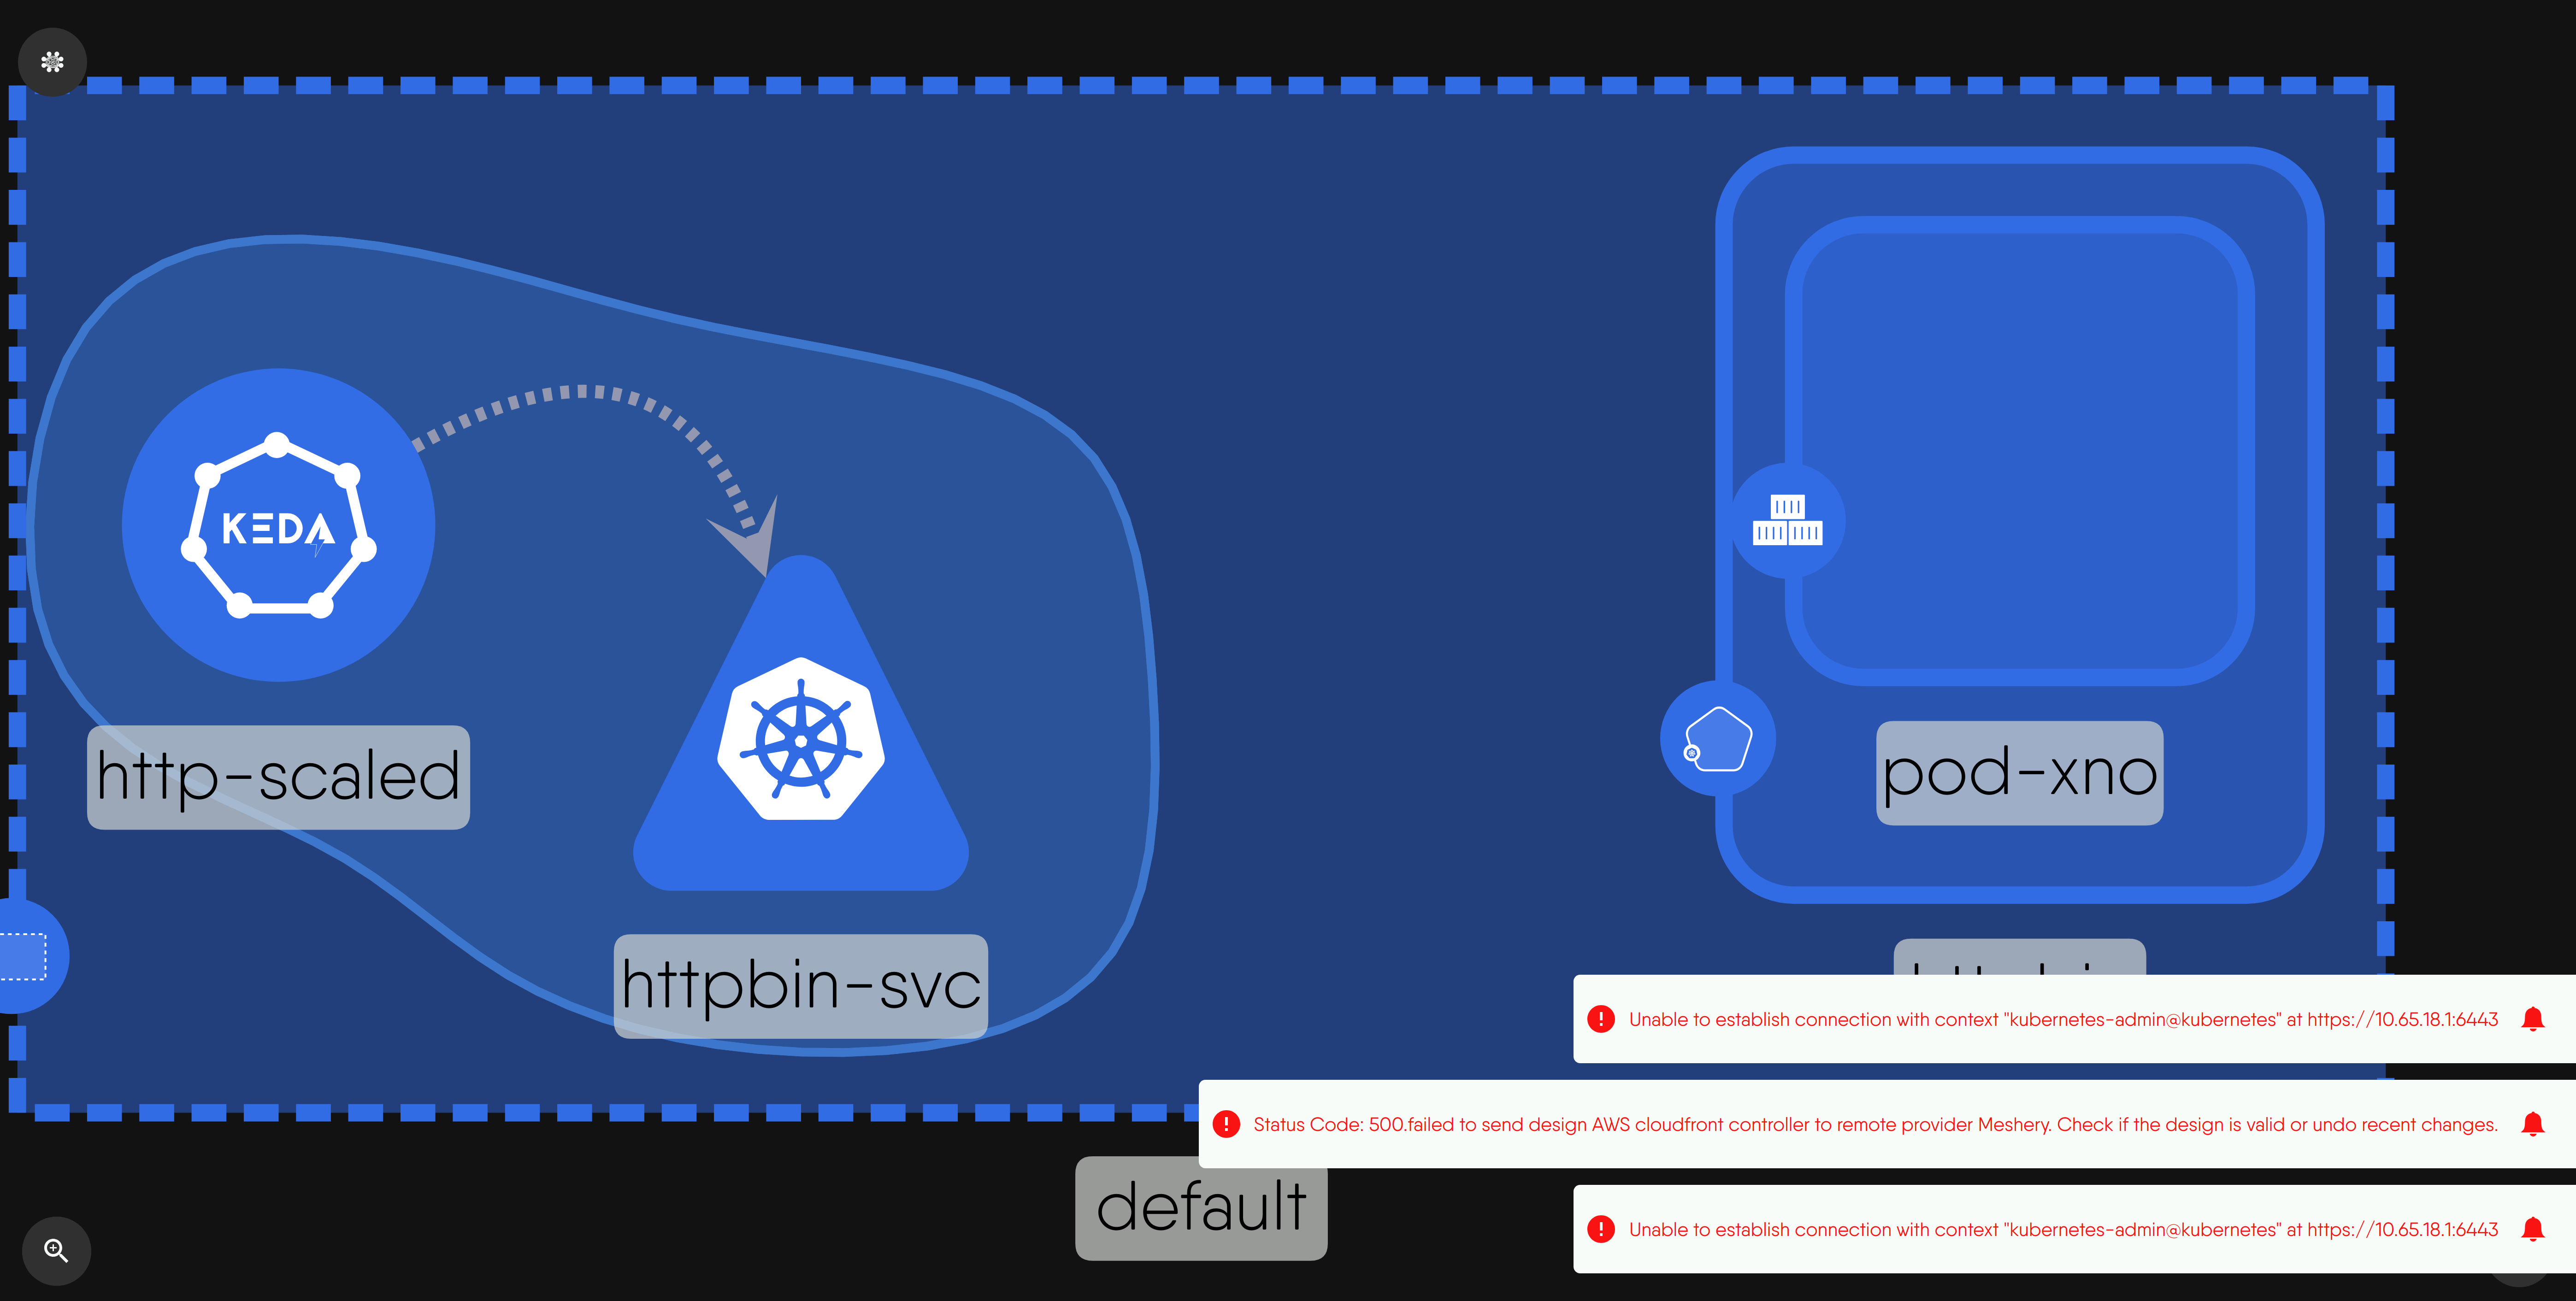 KEDA
http-scaled
httpbin-svc
pod-xno
Unable to establish connection with context "kubernetes-admin@kubernetes" at https://10.65.18.1:6443
Status Code: 500.failed to send design AWS cloudfront controller to remote provider Meshery. Check if the design is valid or undo recent changes.
default
Unable to establish connection with context "kubernetes-admin@kubernetes" at https://10.65.18.1:6443